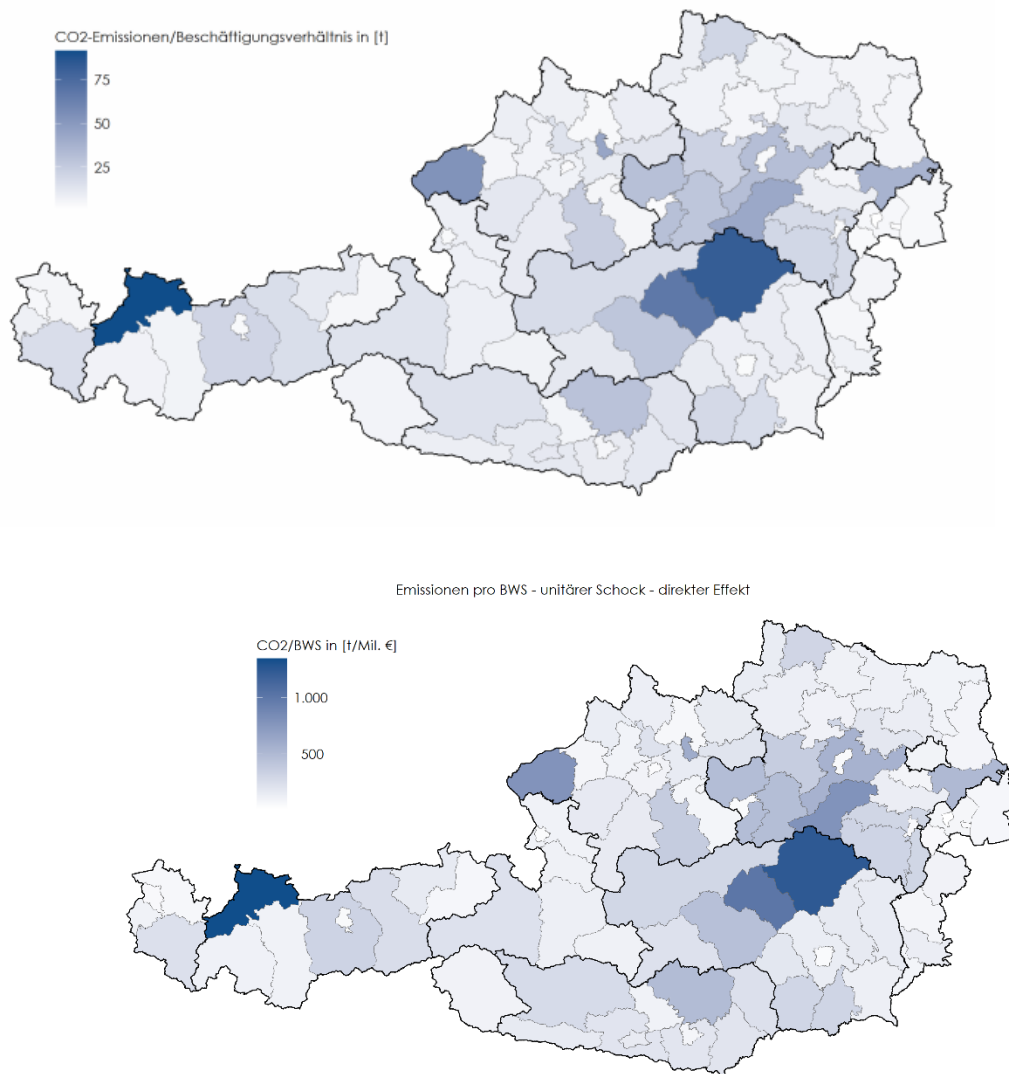 CO2-Emissionen/Beschäftigungsverhältnis in [t]
75
50
25
Emissionen pro BWS - unitärer Schock - direkter Effekt
CO2/BWS in [t/Mil. €]
1.000
500